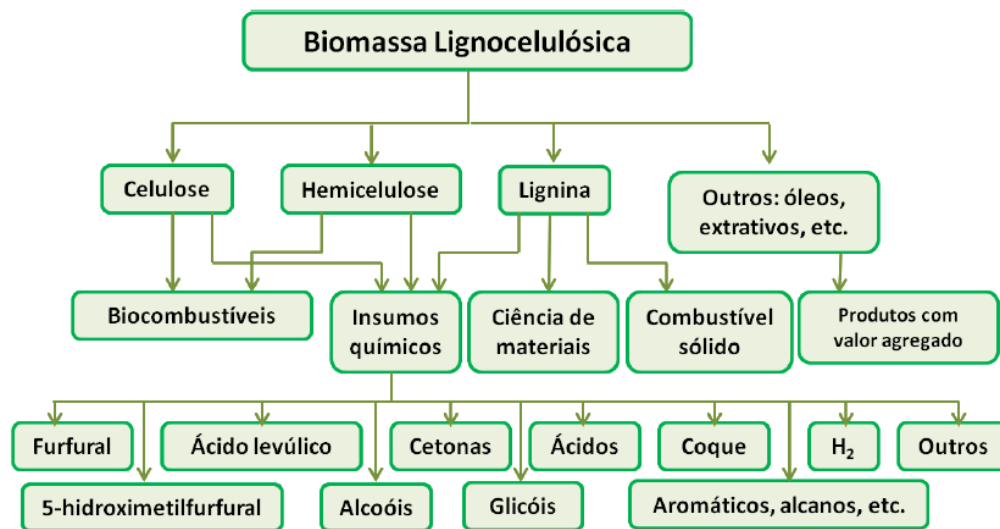 Biomassa Lignocelulósica
Celulose
Hemicelulose
Lignina
Outros: óleos,
extrativos, etc.
Biocombustíveis
Insumos
químicos
Ciência de
materiais
Combustível
sólido
Produtos com
valor agregado
Furfural
Ácido levúlico
Cetonas
Ácidos
Coque
H₂
Outros
5-hidroximetilfurfural
Alcoóis
Glicóis
Aromáticos, alcanos, etc.